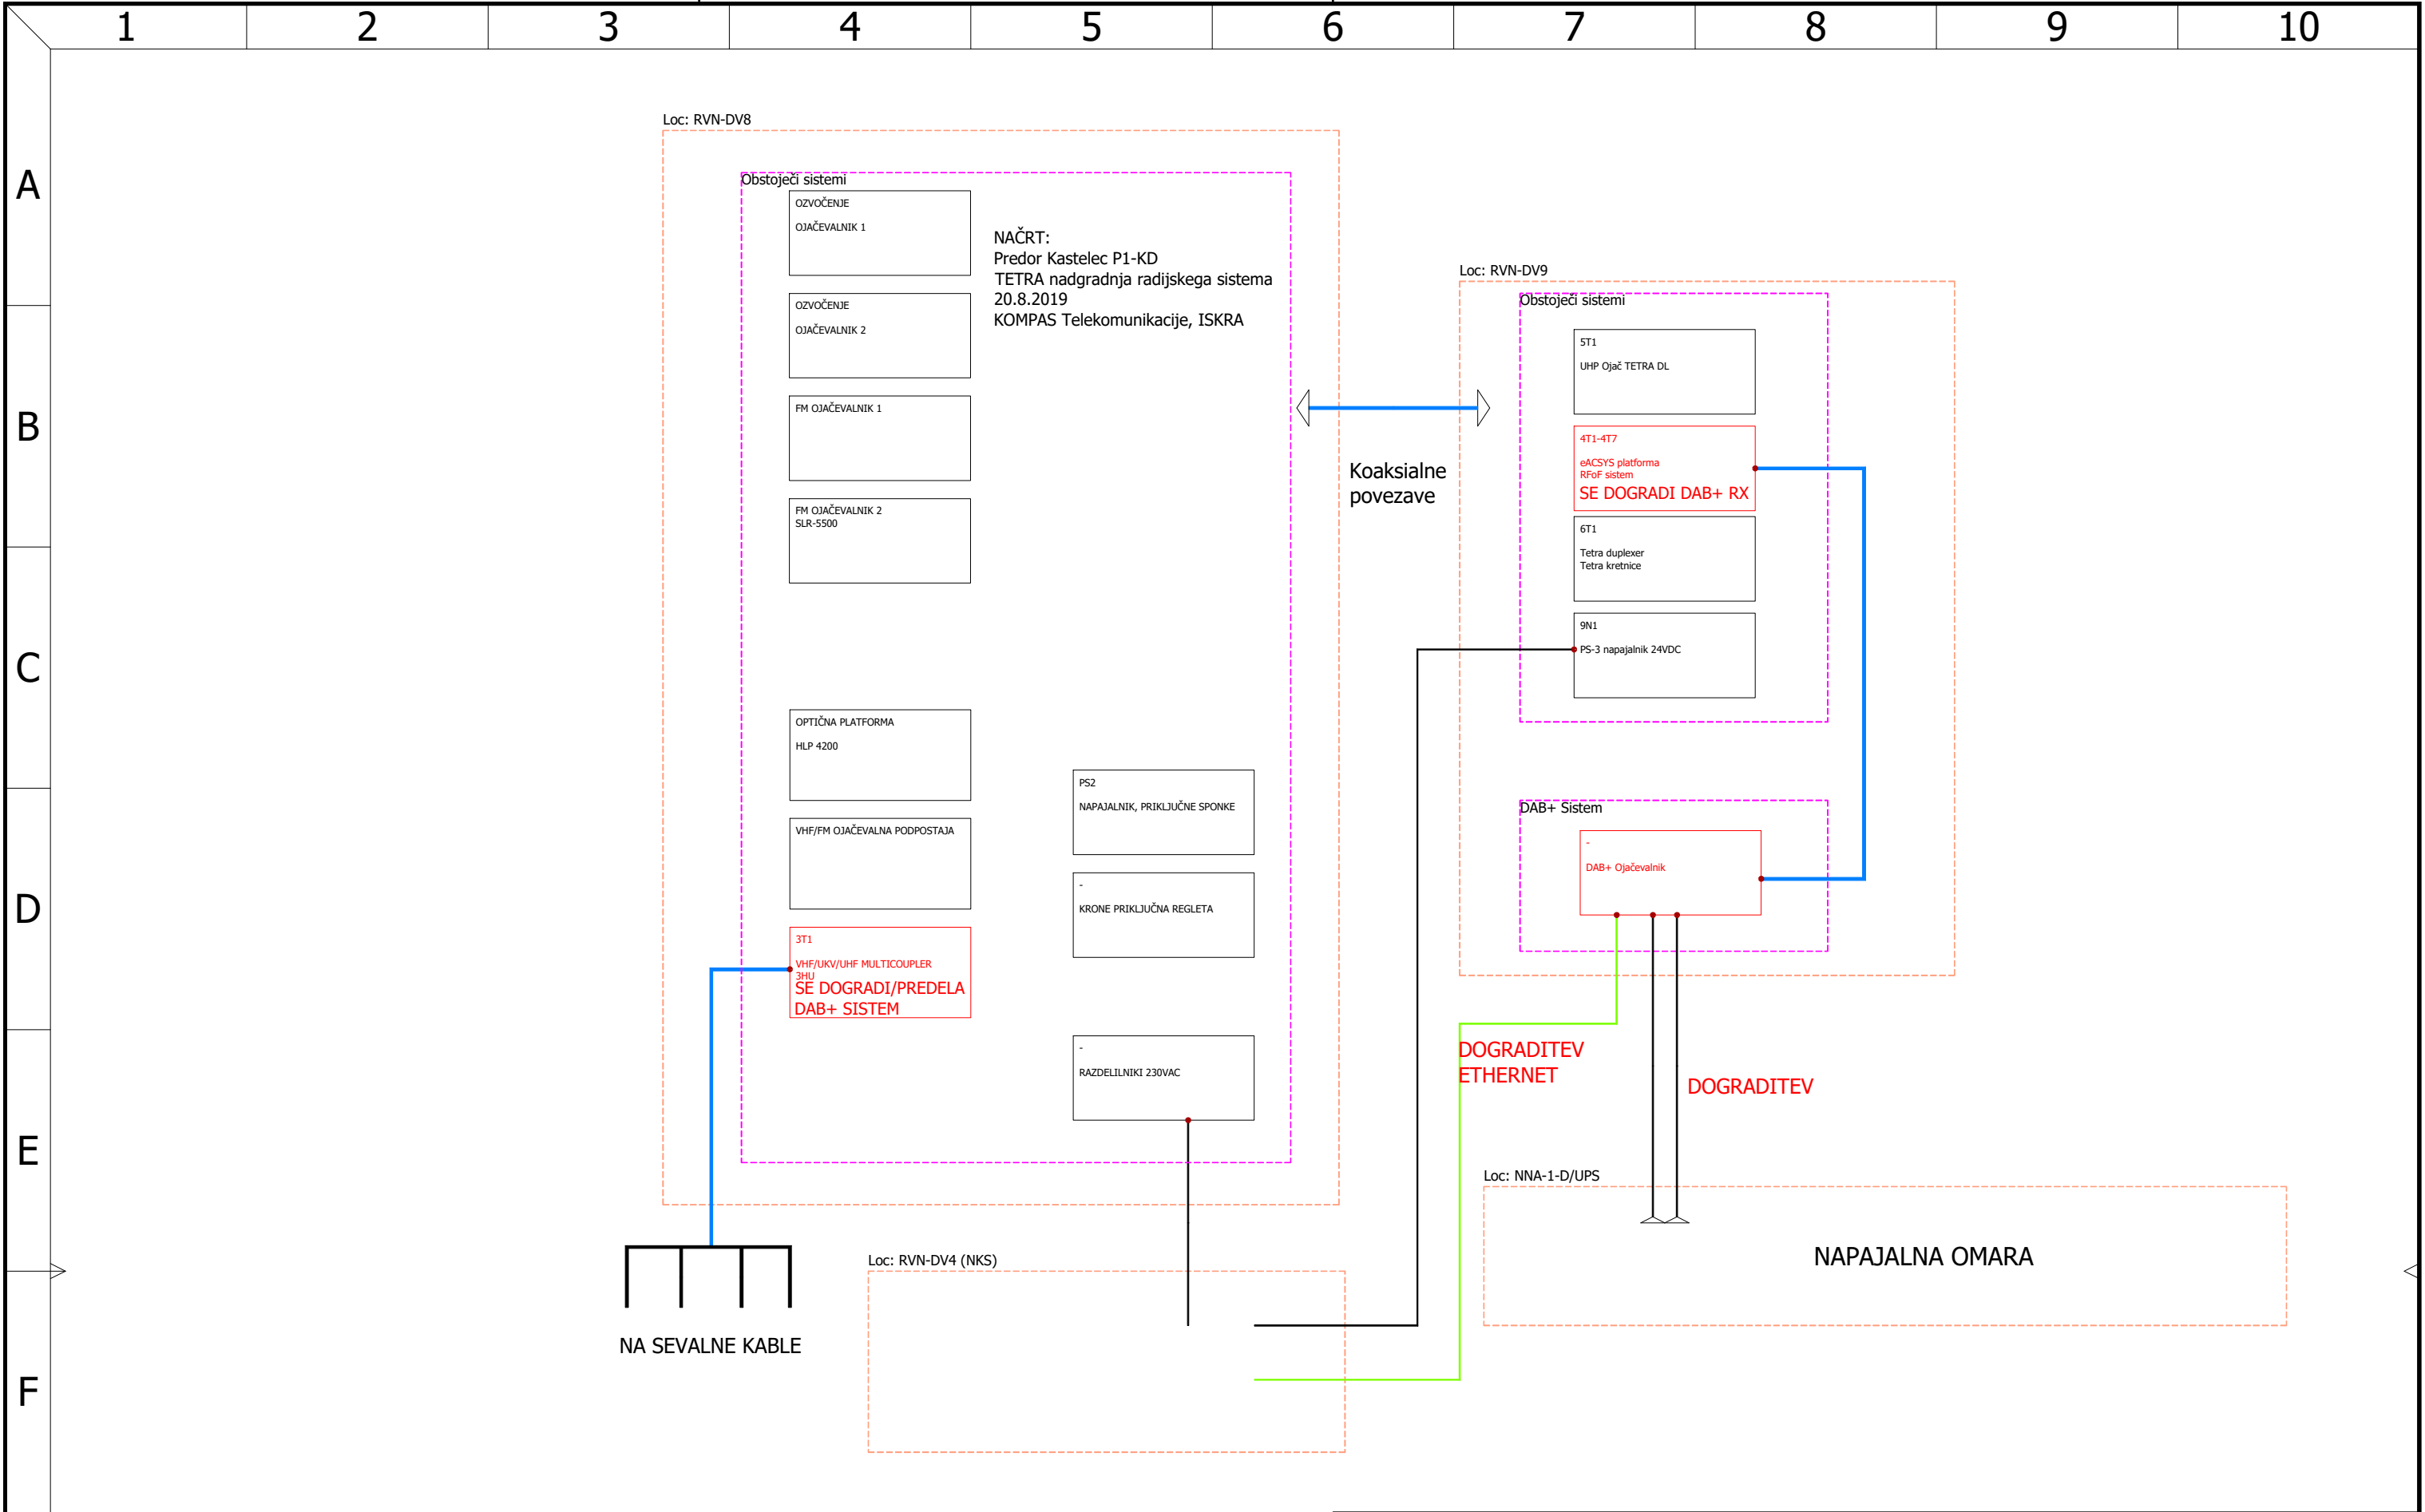 1 2 3 4 5 6 7 8 9 10
A
B
C
D
E
F
Loc: RVN-DV8
Obstoječi sistemi
OZVOČENJE
OJAČEVALNIK 1
OZVOČENJE
OJAČEVALNIK 2
FM OJAČEVALNIK 1
FM OJAČEVALNIK 2
SLR-5500
NAČRT:
Predor Kastelec P1-KD
TETRA nadgradnja radijskega sistema
20.8.2019
KOMPAS Telekomunikacije, ISKRA
OPTIČNA PLATFORMA
HLP 4200
VHF/FM OJAČEVALNA PODPOSTAJA
3T1
VHF/UKV/UHF MULTICOUPLER
3HU
SE DOGRADI/PREDELA
DAB+ SISTEM
PS2
NAPAJALNIK, PRIKLJUČNE SPONKE
-
KRONE PRIKLJUČNA REGLETA
-
RAZDELILNIKI 230VAC
Koaksialne
povezave
Loc: RVN-DV9
Obstoječi sistemi
5T1
UHP Ojač TETRA DL
4T1-4T7
eACSYS platforma
RFoF sistem
SE DOGRADI DAB+ RX
6T1
Tetra duplexer
Tetra kretnice
9N1
PS-3 napajalnik 24VDC
DAB+ Sistem
-
DAB+ Ojačevalnik
DOGRADITEV
ETHERNET
DOGRADITEV
Loc: NNA-1-D/UPS
NAPAJALNA OMARA
Loc: RVN-DV4 (NKS)
NA SEVALNE KABLE